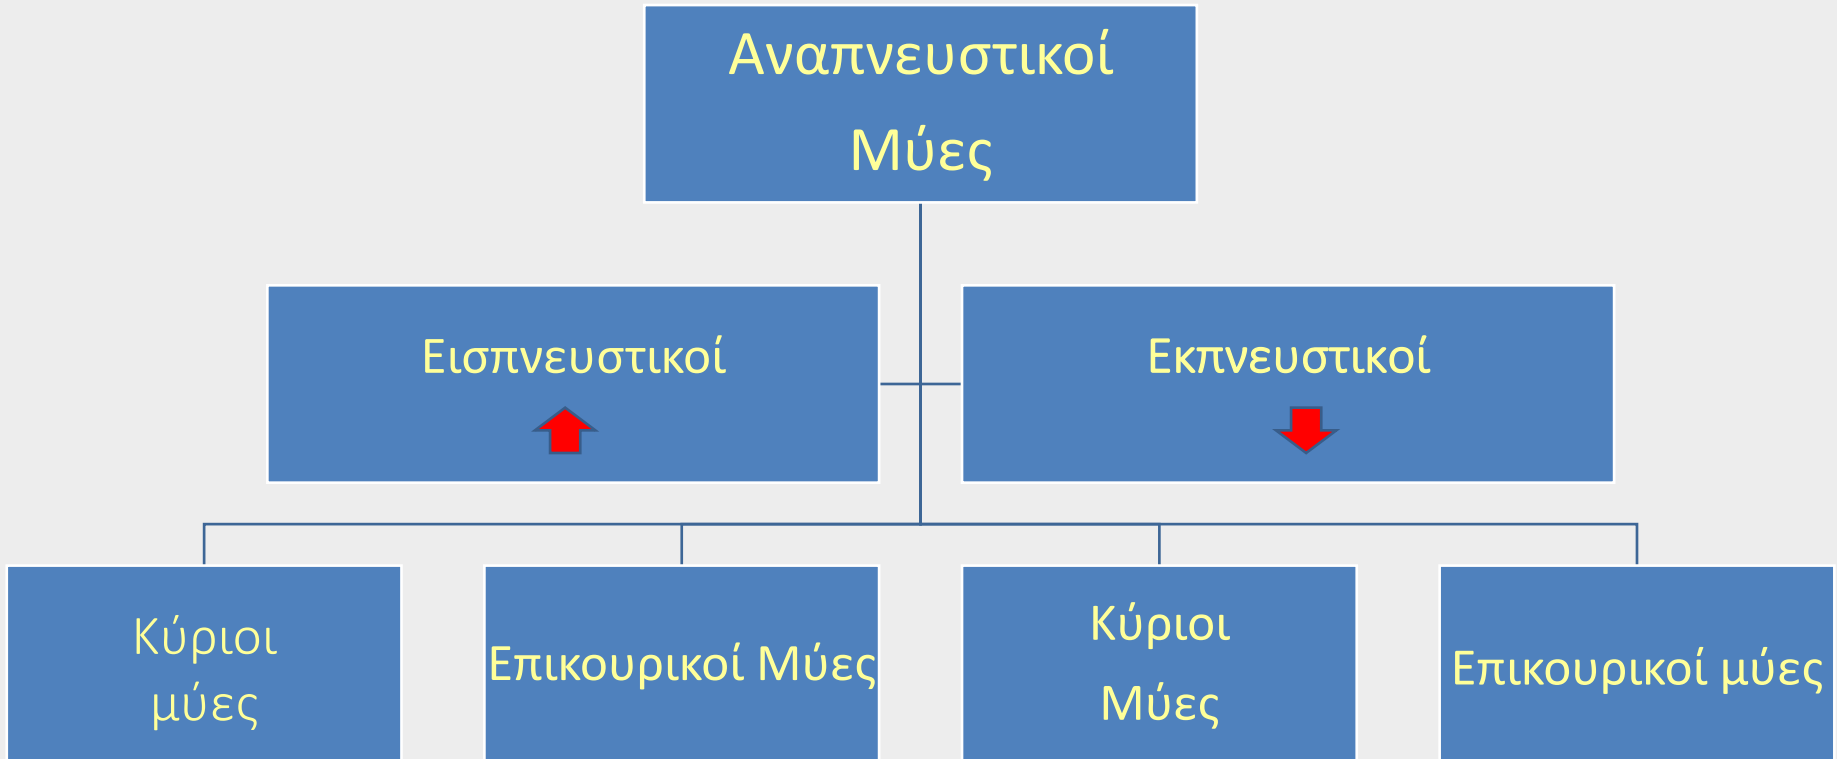 Αναπνευστικοί
Μύες
Εισπνευστικοί
Εκπνευστικοί
Κύριοι
μύες
Επικουρικοί Μύες
Κύριοι
Μύες
Επικουρικοί μύες